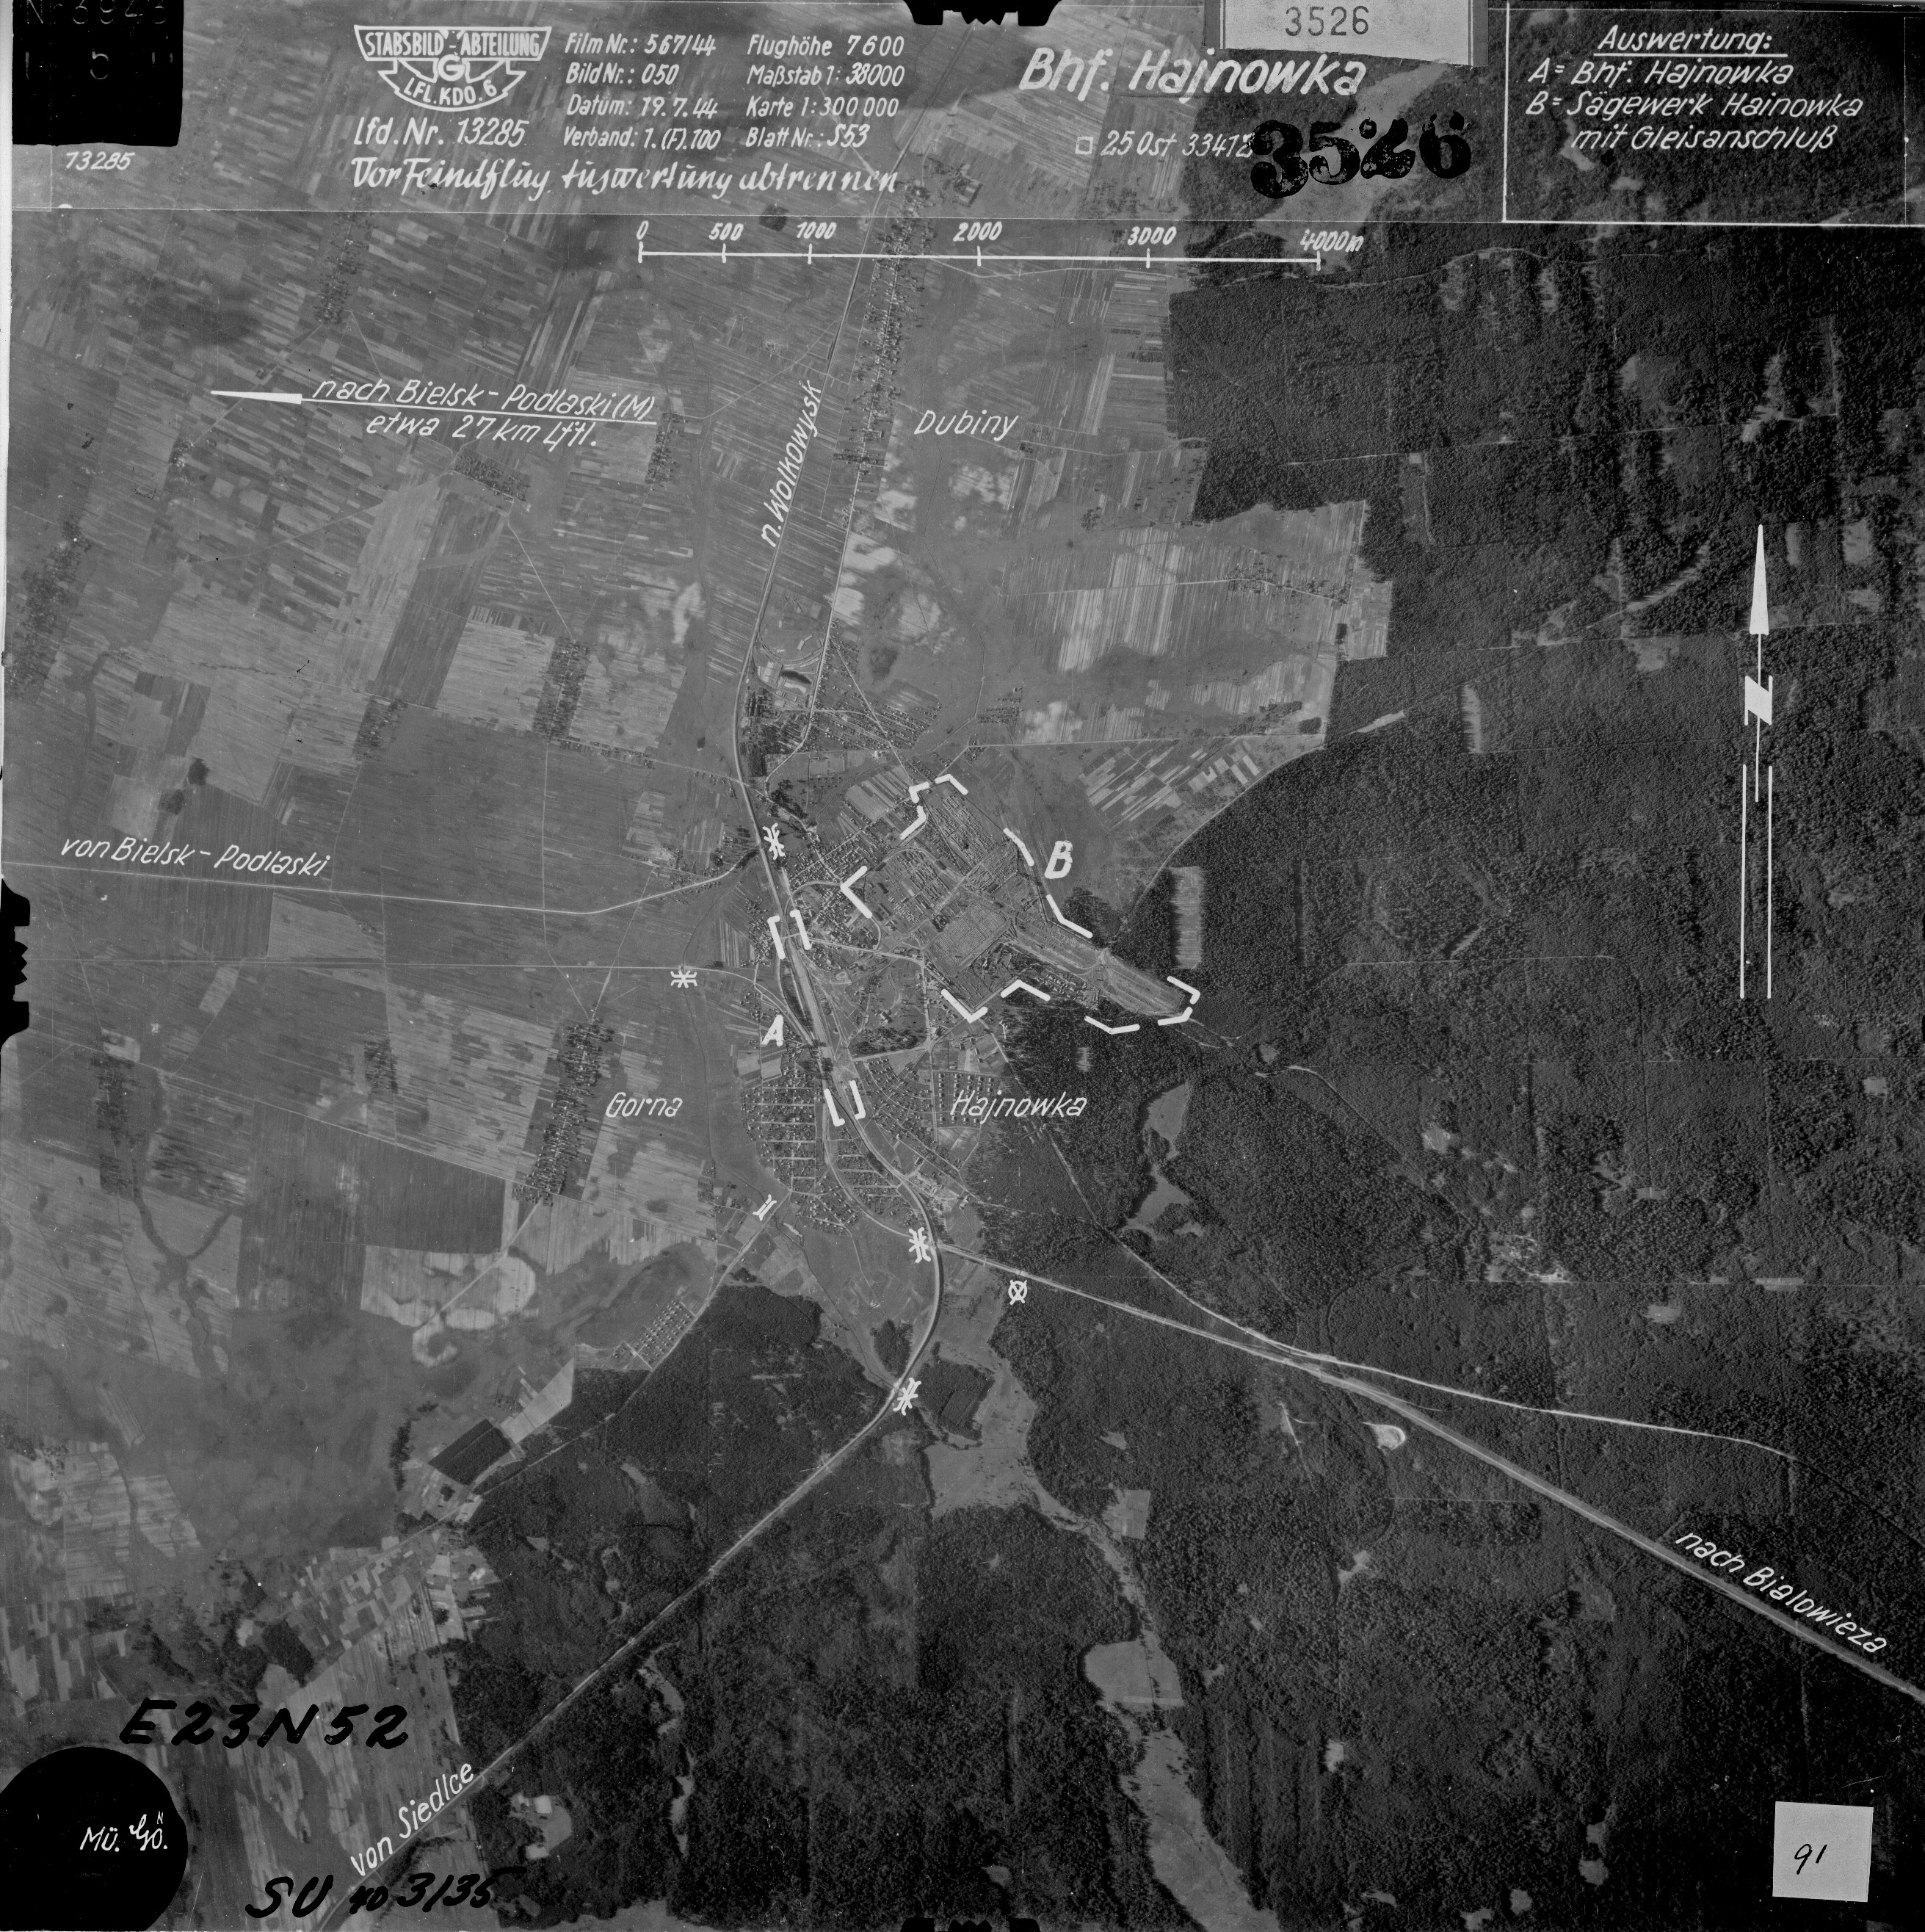 3526
STABSBILD-ABTEILUNG
G
LFL.KDO.6
Film Nr.: 567/44
Bild Nr.: 050
Datum: 19.7.44
Verband: 1.(F).100
Flughöhe 7600
Maßstab 1: 38000
Karte 1:300 000
Blatt Nr.: S53
Lfd. Nr. 13285
Vor Feindflug Auswertung abtrennen
13285
Bhf. Hajnowka
25 Ost 33412
3526
Auswertung:
A = Bhf. Hajnowka
B = Sägewerk Hainowka
mit Gleisanschluß
0 500 1000 2000 3000 4000m
nach Bielsk-Podlaski (M)
etwa 27 km Lftl.
n. Wolkowysk
Dubiny
N
von Bielsk-Podlaski
B
A
Gorna
Hajnowka
nach Bialowieza
E23N52
von Siedlce
Mü.
SU 40 3/35
91